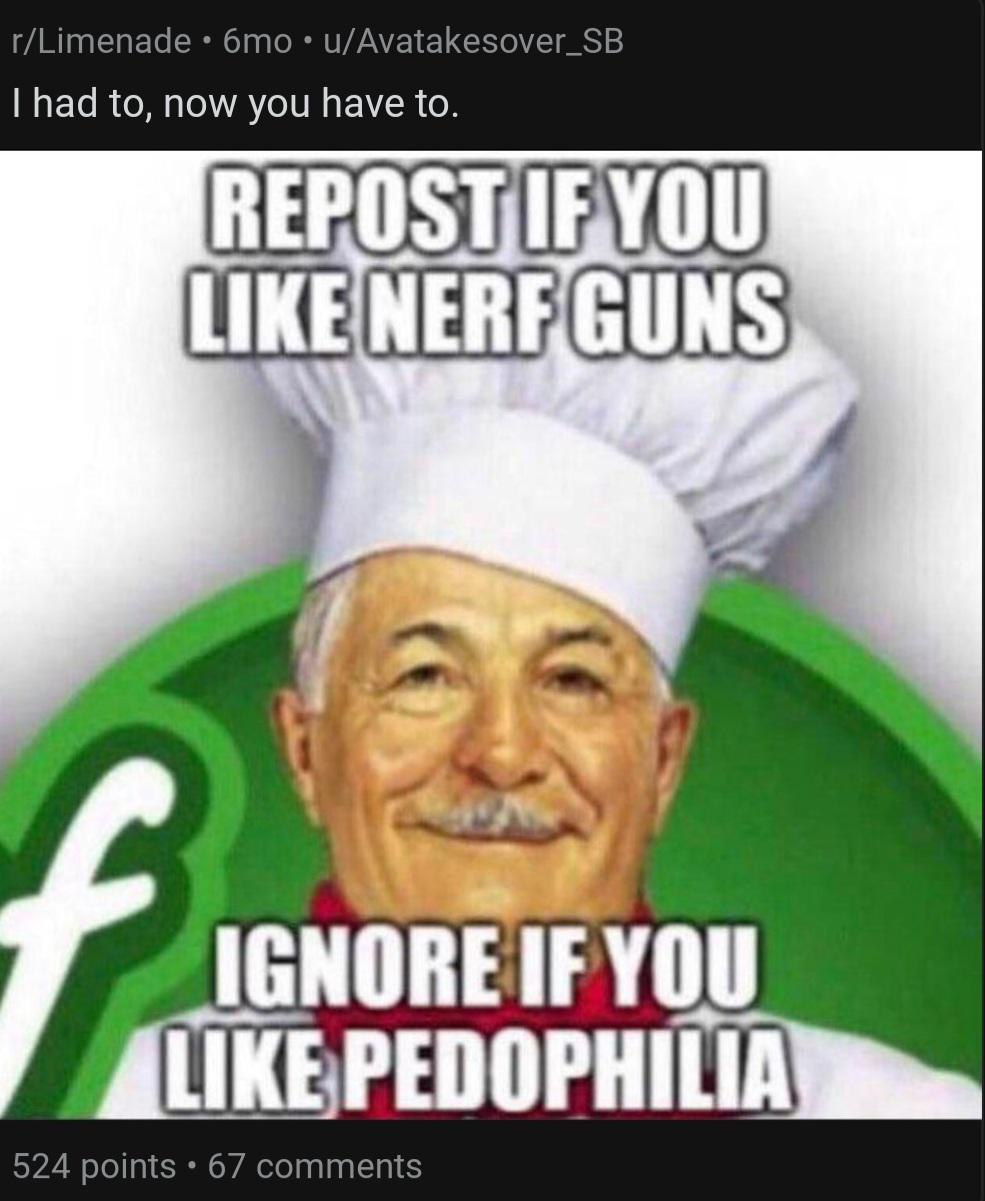 r/Limenade • 6mo • u/Avatakesover_SB
I had to, now you have to.
REPOST IF YOU
LIKE NERF GUNS
f
IGNORE IF YOU
LIKE PEDOPHILIA
524 points • 67 comments